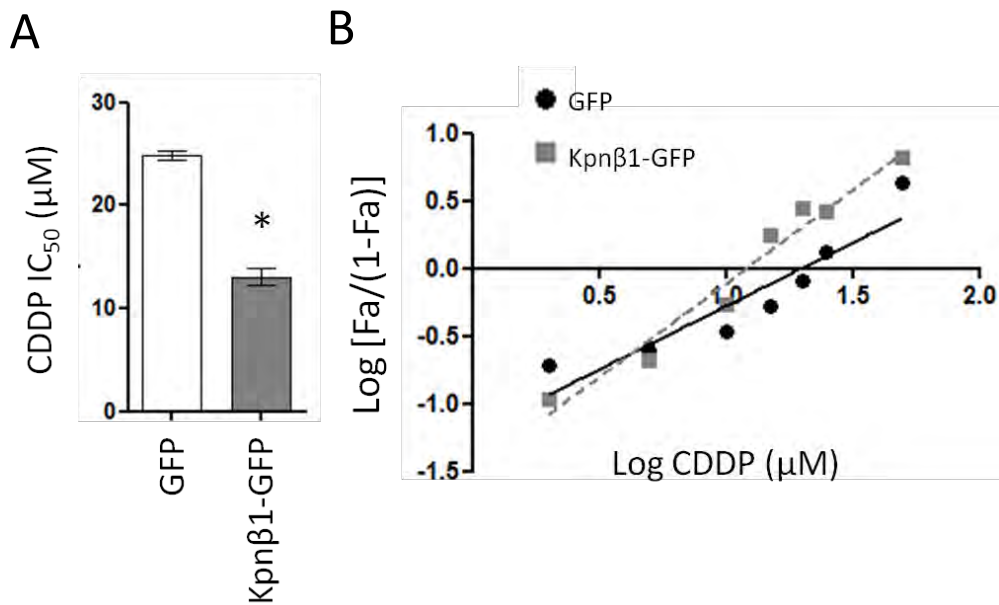 A
CDDP IC50 (μM)
30
20
10
0
*
GFP
Kpnβ1-GFP
B
GFP
Kpnβ1-GFP
Log [Fa/(1-Fa)]
1.0
0.5
0.0
-0.5
-1.0
-1.5
0.5
1.0
1.5
2.0
Log CDDP (μM)